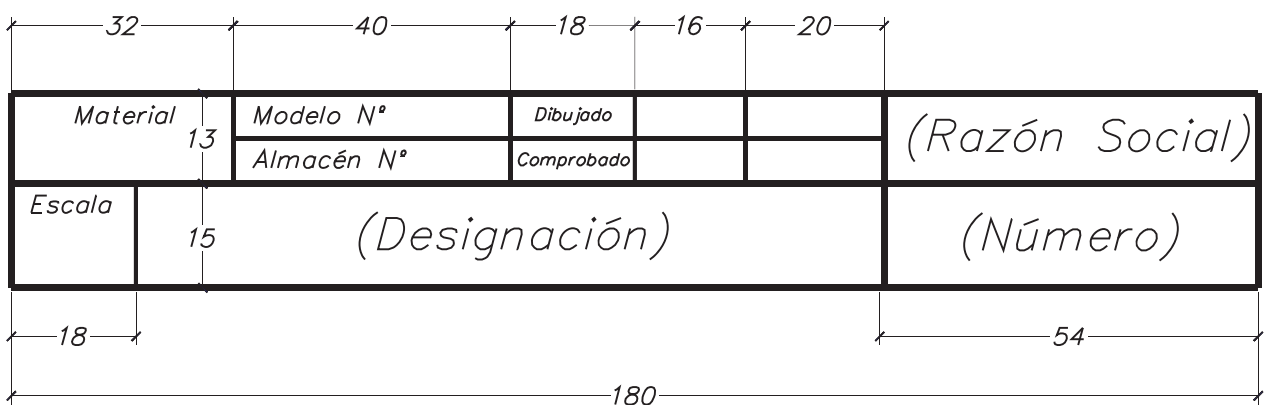 32 40 18 16 20
Material 13 Modelo Nº Dibujado (Razón Social)
Almacén Nº Comprobado
Escala 15 (Designación) (Número)
18 54
180